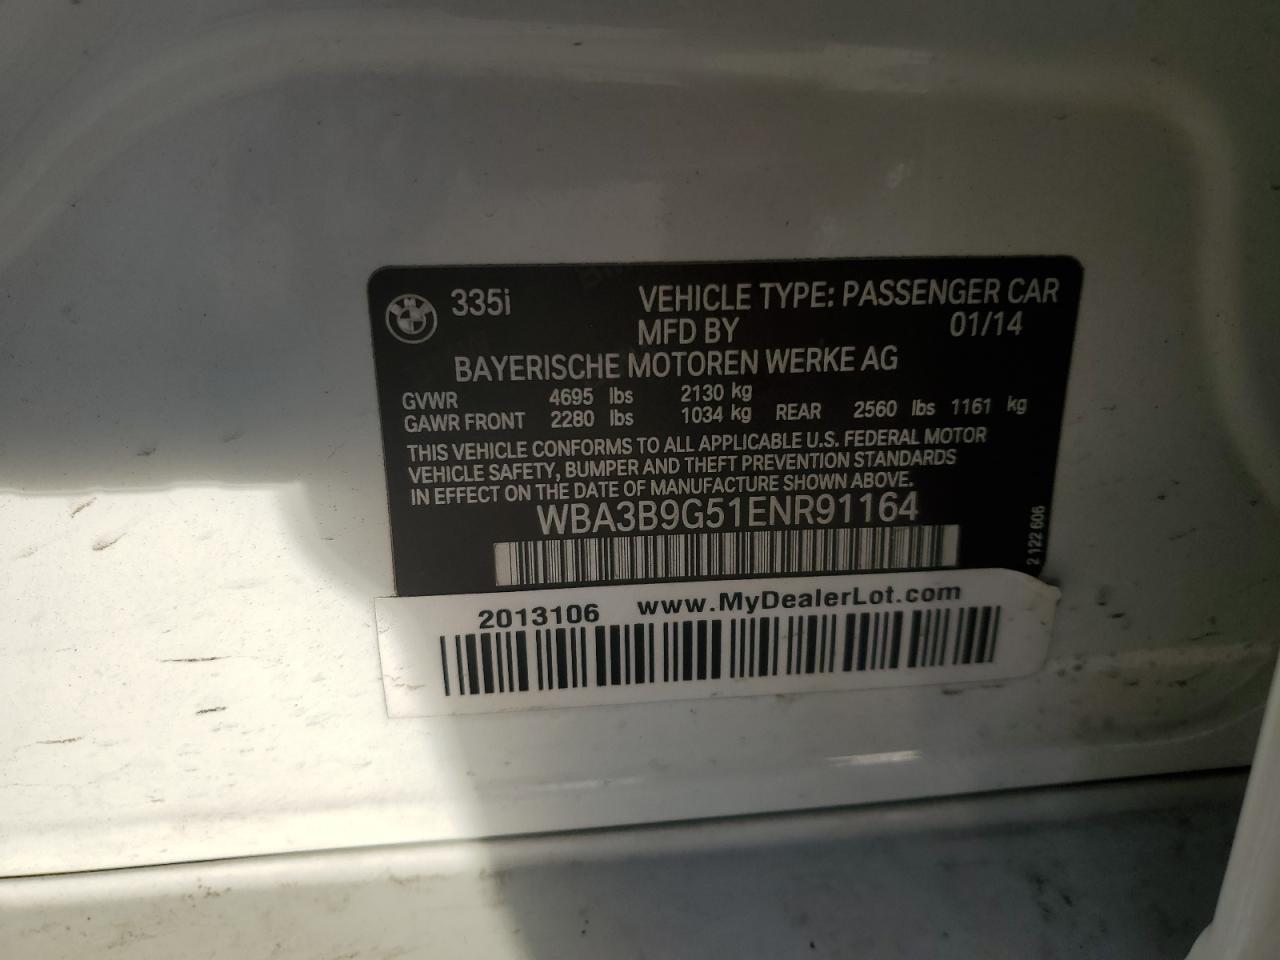 335i VEHICLE TYPE: PASSENGER CAR
MFD BY 01/14
BAYERISCHE MOTOREN WERKE AG
GVWR 4695 lbs 2130 kg
GAWR FRONT 2280 lbs 1034 kg REAR 2560 lbs 1161 kg
THIS VEHICLE CONFORMS TO ALL APPLICABLE U.S. FEDERAL MOTOR
VEHICLE SAFETY, BUMPER AND THEFT PREVENTION STANDARDS
IN EFFECT ON THE DATE OF MANUFACTURE SHOWN ABOVE.
WBA3B9G51ENR91164
2 122 606
2013106 www.MyDealerLot.com